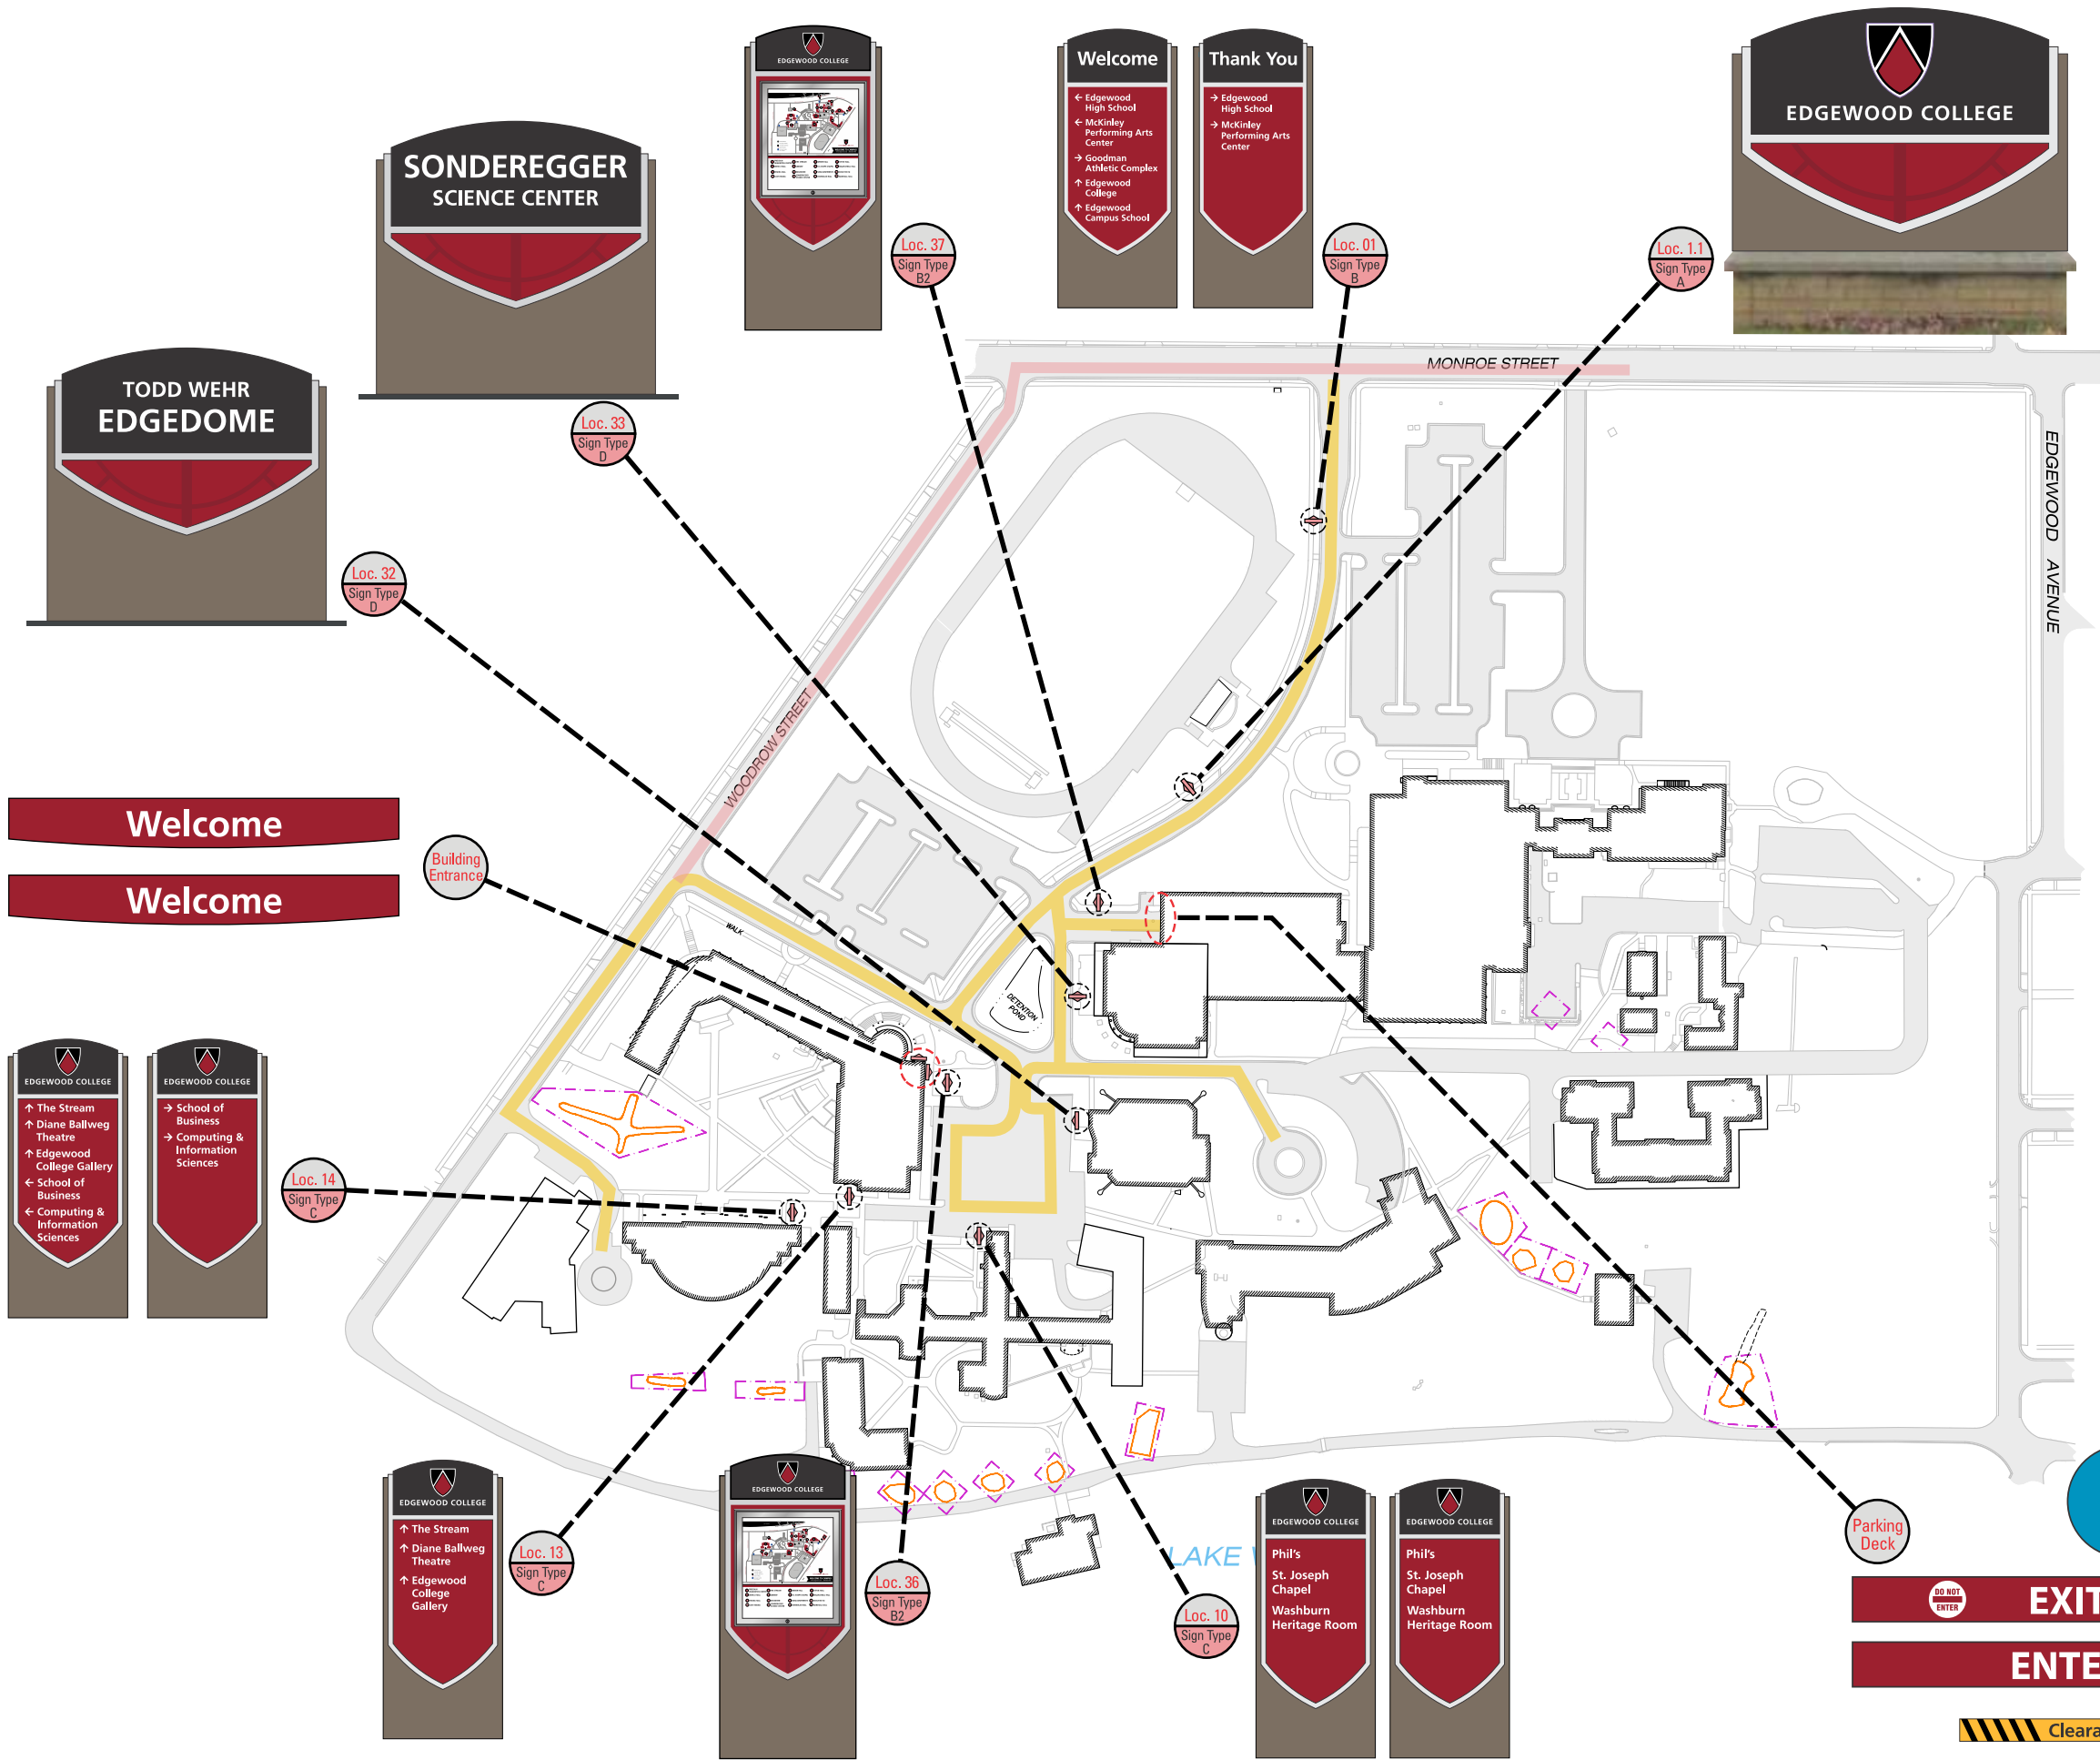 EDGEWOOD COLLEGE
Welcome
← Edgewood
High School
← McKinley
Performing Arts
Center
→ Goodman
Athletic Complex
↑ Edgewood
College
↑ Edgewood
Campus School
Thank You
→ Edgewood
High School
→ McKinley
Performing Arts
Center
EDGEWOOD COLLEGE
SONDEREGGER
SCIENCE CENTER
Loc. 37
Sign Type
B2
Loc. 01
Sign Type
B
Loc. 1.1
Sign Type
A
TODD WEHR
EDGEDOME
Loc. 33
Sign Type
D
MONROE STREET
EDGEWOOD AVENUE
Loc. 32
Sign Type
D
WOODROW STREET
Welcome
Welcome
Building
Entrance
WALK
DETENTION
POND
EDGEWOOD COLLEGE
↑ The Stream
↑ Diane Ballweg
Theatre
↑ Edgewood
College Gallery
← School of
Business
← Computing &
Information
Sciences
EDGEWOOD COLLEGE
→ School of
Business
→ Computing &
Information
Sciences
Loc. 14
Sign Type
C
EDGEWOOD COLLEGE
↑ The Stream
↑ Diane Ballweg
Theatre
↑ Edgewood
College
Gallery
Loc. 13
Sign Type
C
EDGEWOOD COLLEGE
Loc. 36
Sign Type
B2
LAKE
Loc. 10
Sign Type
C
EDGEWOOD COLLEGE
Phil's
St. Joseph
Chapel
Washburn
Heritage Room
EDGEWOOD COLLEGE
Phil's
St. Joseph
Chapel
Washburn
Heritage Room
Parking
Deck
DO NOT
ENTER
EXIT
ENTE
Cleara